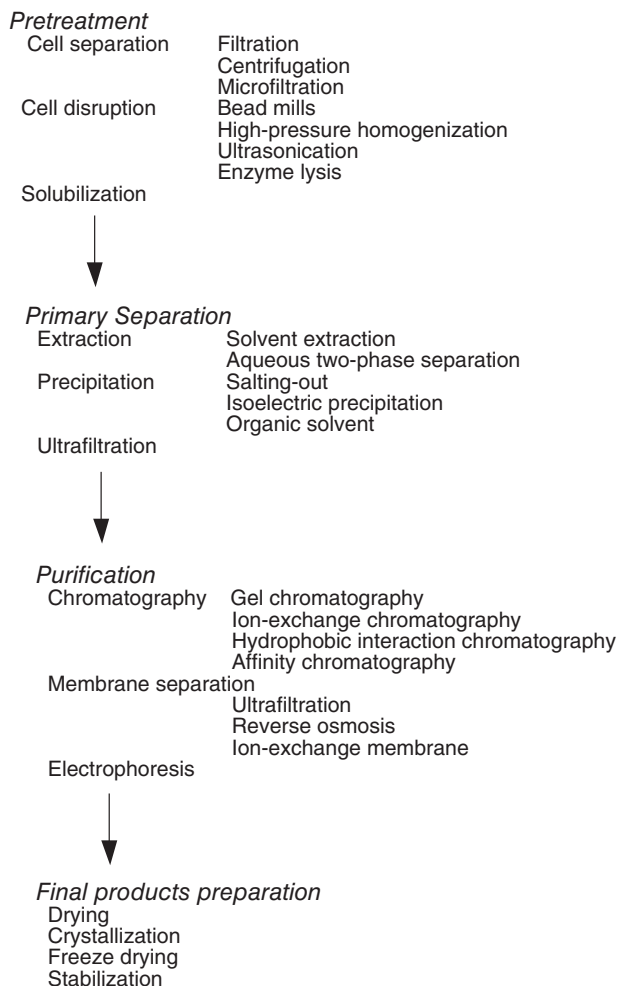 Pretreatment
Cell separation Filtration
Centrifugation
Microfiltration
Cell disruption Bead mills
High-pressure homogenization
Ultrasonication
Enzyme lysis
Solubilization
Primary Separation
Extraction Solvent extraction
Aqueous two-phase separation
Precipitation Salting-out
Isoelectric precipitation
Organic solvent
Ultrafiltration
Purification
Chromatography Gel chromatography
Ion-exchange chromatography
Hydrophobic interaction chromatography
Affinity chromatography
Membrane separation
Ultrafiltration
Reverse osmosis
Ion-exchange membrane
Electrophoresis
Final products preparation
Drying
Crystallization
Freeze drying
Stabilization